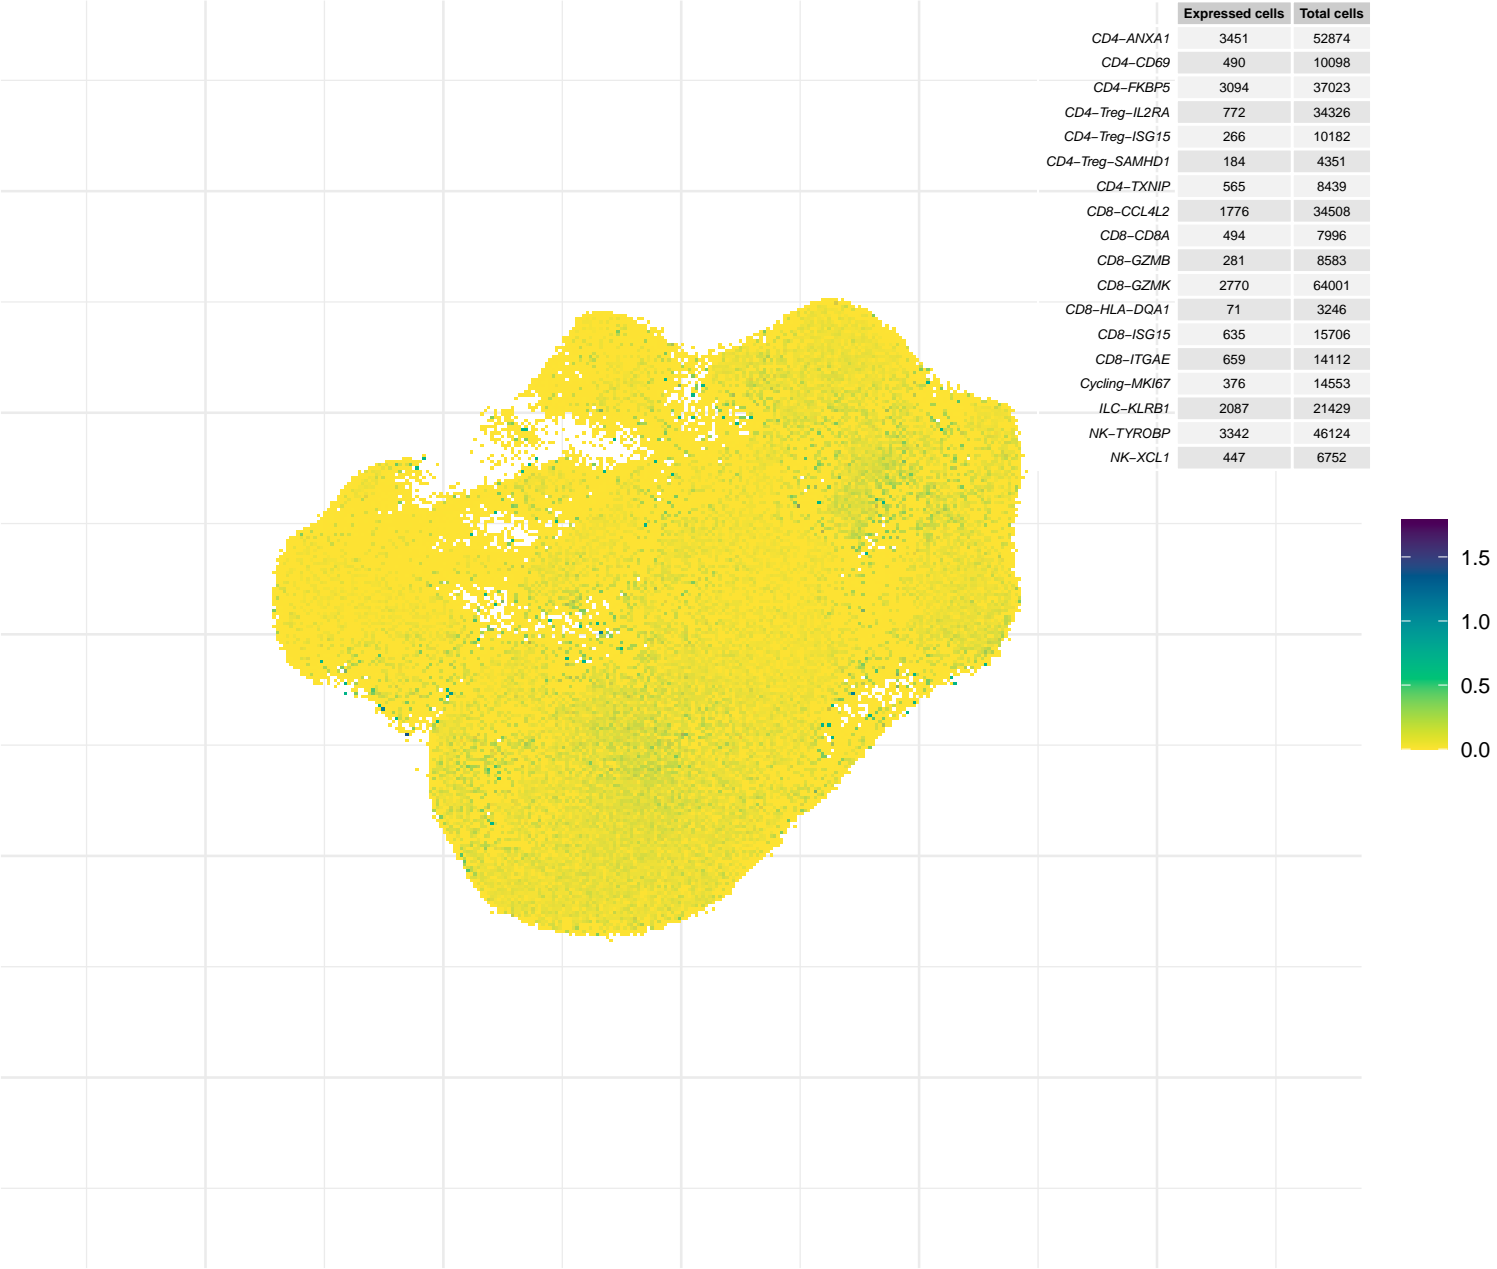 Expressed cells Total cells
CD4−ANXA1 3451 52874
CD4−CD69 490 10098
CD4−FKBP5 3094 37023
CD4−Treg−IL2RA 772 34326
CD4−Treg−ISG15 266 10182
CD4−Treg−SAMHD1 184 4351
CD4−TXNIP 565 8439
CD8−CCL4L2 1776 34508
CD8−CD8A 494 7996
CD8−GZMB 281 8583
CD8−GZMK 2770 64001
CD8−HLA−DQA1 71 3246
CD8−ISG15 635 15706
CD8−ITGAE 659 14112
Cycling−MKI67 376 14553
ILC−KLRB1 2087 21429
NK−TYROBP 3342 46124
NK−XCL1 447 6752
1.5
1.0
0.5
0.0